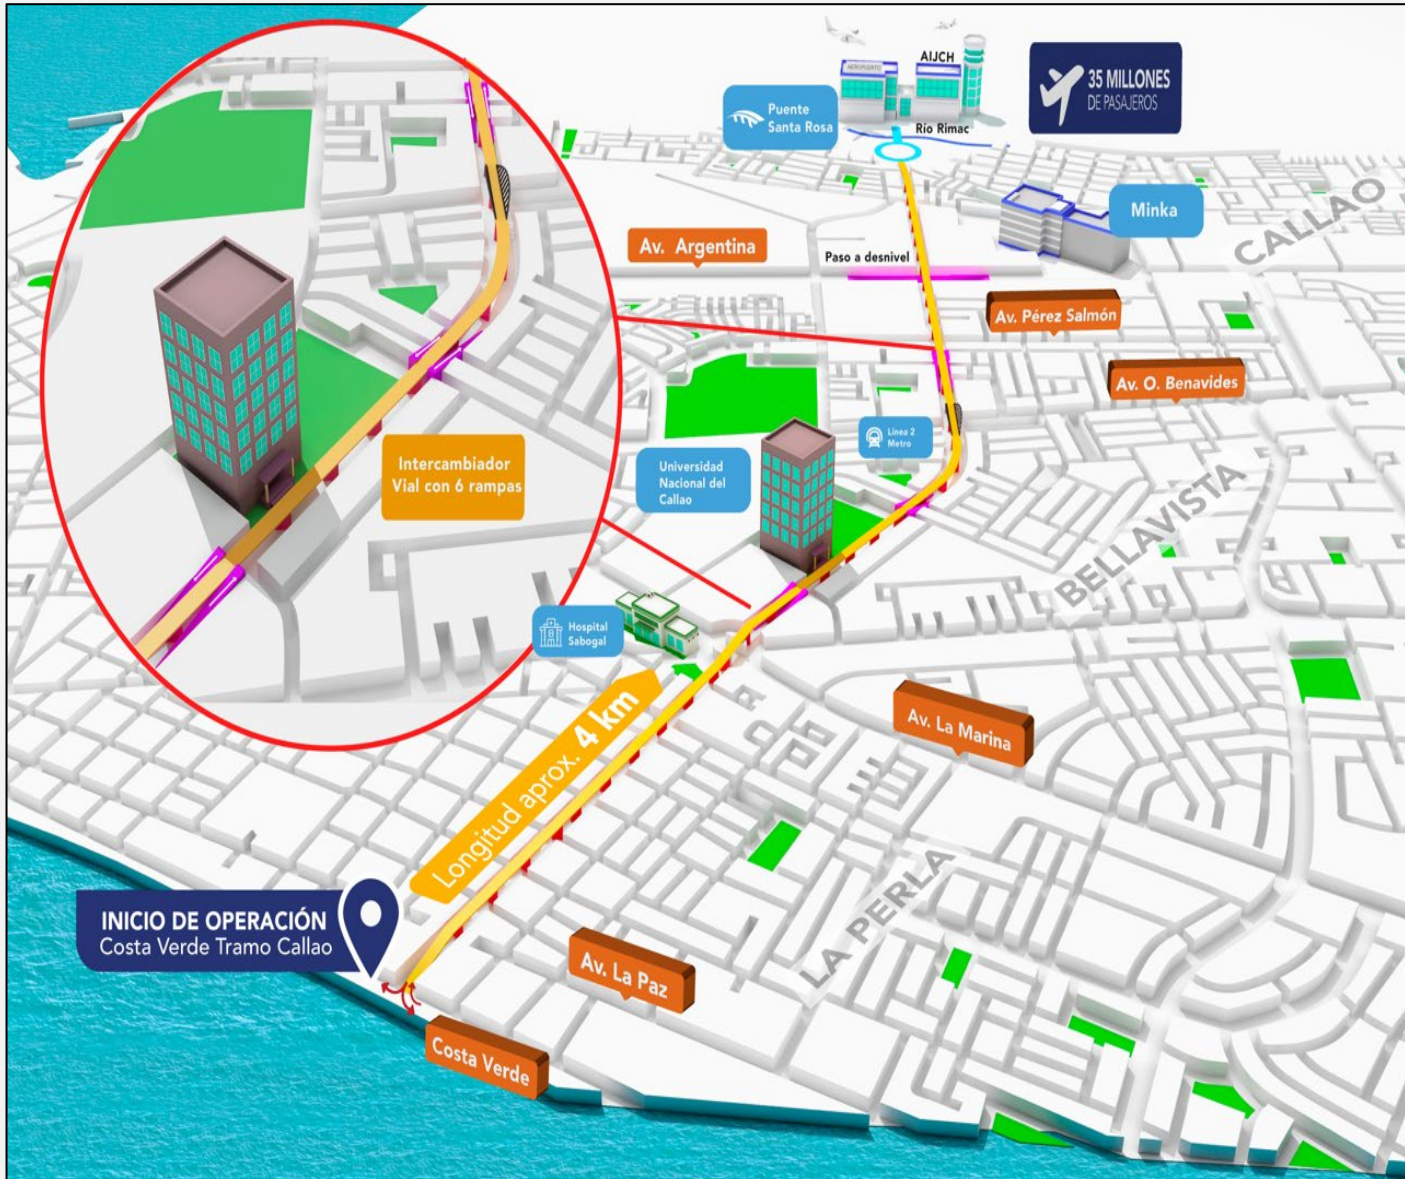 AEROPUERTO
AIJCH
35 MILLONES
DE PASAJEROS
Puente
Santa Rosa
Río Rimac
Minka
CALLAO
Av. Argentina
Paso a desnivel
Av. Pérez Salmón
Av. O. Benavides
Línea 2
Metro
Universidad
Nacional del
Callao
Intercambiador
Vial con 6 rampas
BELLAVISTA
Hospital
Sabogal
Av. La Marina
Longitud aprox. 4 km
LA PERLA
INICIO DE OPERACIÓN
Costa Verde Tramo Callao
Av. La Paz
Costa Verde